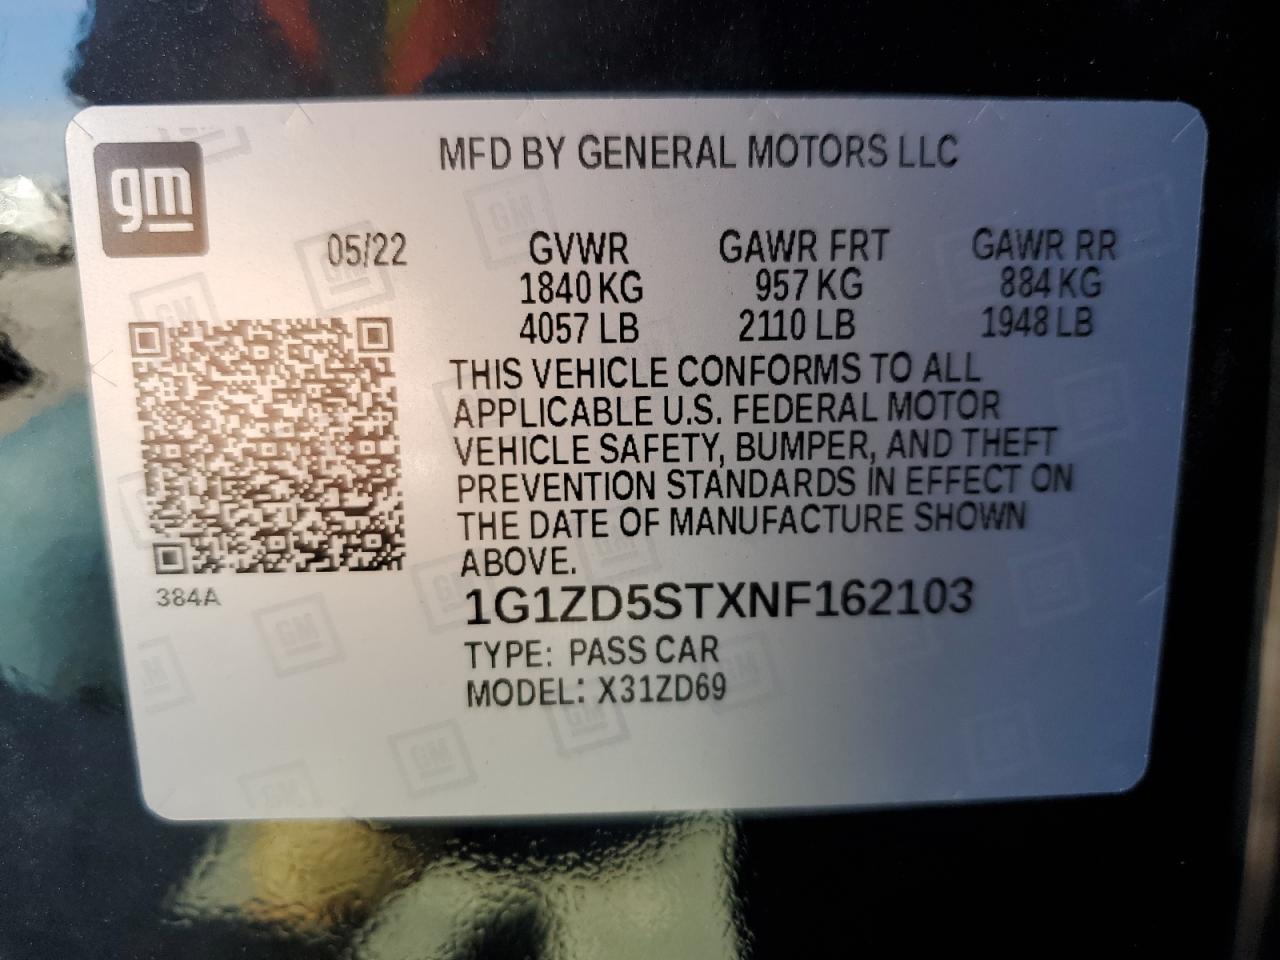 gm
MFD BY GENERAL MOTORS LLC
05/22 GVWR GAWR FRT GAWR RR
1840 KG 957 KG 884 KG
4057 LB 2110 LB 1948 LB
THIS VEHICLE CONFORMS TO ALL
APPLICABLE U.S. FEDERAL MOTOR
VEHICLE SAFETY, BUMPER, AND THEFT
PREVENTION STANDARDS IN EFFECT ON
THE DATE OF MANUFACTURE SHOWN
ABOVE.
384A
1G1ZD5STXNF162103
TYPE: PASS CAR
MODEL: X31ZD69